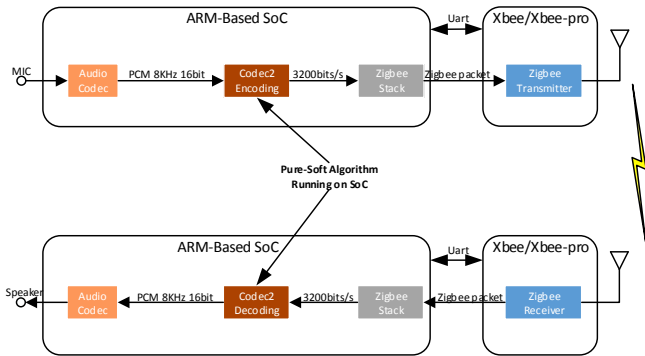 ARM-Based SoC
Uart
Xbee/Xbee-pro
MIC
Audio
Codec
PCM 8KHz 16bit
Codec2
Encoding
3200bits/s
Zigbee
Stack
Zigbee packet
Zigbee
Transmitter
Pure-Soft Algorithm
Running on SoC
ARM-Based SoC
Uart
Xbee/Xbee-pro
Speaker
Audio
Codec
PCM 8KHz 16bit
Codec2
Decoding
3200bits/s
Zigbee
Stack
Zigbee packet
Zigbee
Receiver